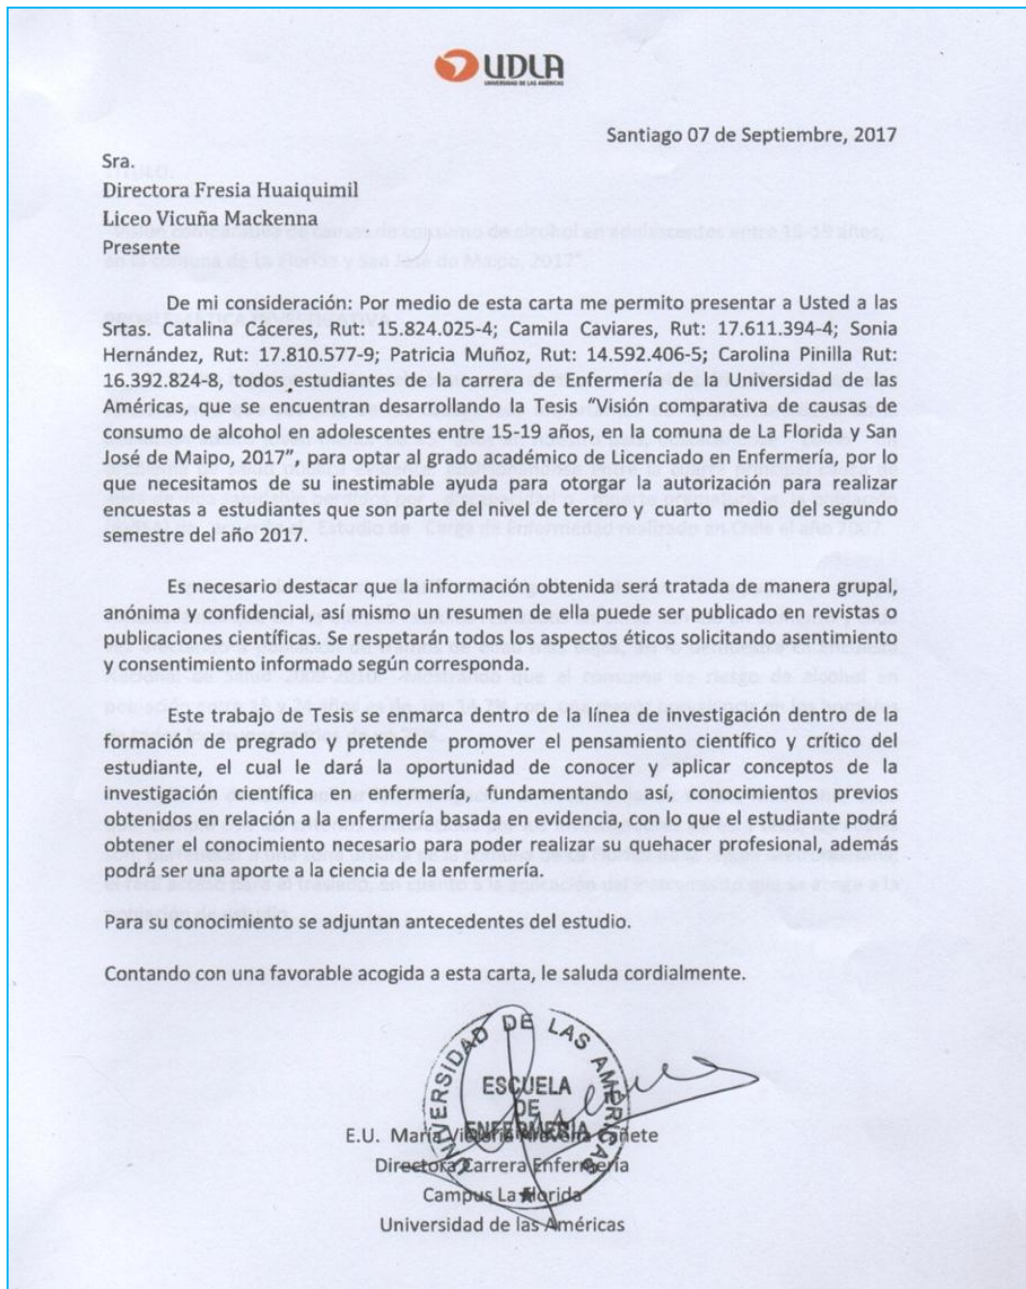 UDLA
UNIVERSIDAD DE LAS AMÉRICAS
Santiago 07 de Septiembre, 2017
Sra.
Directora Fresia Huaiquimil
Liceo Vicuña Mackenna
Presente
De mi consideración: Por medio de esta carta me permito presentar a Usted a las
Srtas. Catalina Cáceres, Rut: 15.824.025-4; Camila Caviares, Rut: 17.611.394-4; Sonia
Hernández, Rut: 17.810.577-9; Patricia Muñoz, Rut: 14.592.406-5; Carolina Pinilla Rut:
16.392.824-8, todos estudiantes de la carrera de Enfermería de la Universidad de las
Américas, que se encuentran desarrollando la Tesis “Visión comparativa de causas de
consumo de alcohol en adolescentes entre 15-19 años, en la comuna de La Florida y San
José de Maipo, 2017”, para optar al grado académico de Licenciado en Enfermería, por lo
que necesitamos de su inestimable ayuda para otorgar la autorización para realizar
encuestas a estudiantes que son parte del nivel de tercero y cuarto medio del segundo
semestre del año 2017.
Es necesario destacar que la información obtenida será tratada de manera grupal,
anónima y confidencial, así mismo un resumen de ella puede ser publicado en revistas o
publicaciones científicas. Se respetarán todos los aspectos éticos solicitando asentimiento
y consentimiento informado según corresponda.
Este trabajo de Tesis se enmarca dentro de la línea de investigación dentro de la
formación de pregrado y pretende promover el pensamiento científico y crítico del
estudiante, el cual le dará la oportunidad de conocer y aplicar conceptos de la
investigación científica en enfermería, fundamentando así, conocimientos previos
obtenidos en relación a la enfermería basada en evidencia, con lo que el estudiante podrá
obtener el conocimiento necesario para poder realizar su quehacer profesional, además
podrá ser una aporte a la ciencia de la enfermería.
Para su conocimiento se adjuntan antecedentes del estudio.
Contando con una favorable acogida a esta carta, le saluda cordialmente.
UNIVERSIDAD DE LAS AMÉRICAS
ESCUELA
DE
ENFERMERÍA
E.U. María Victoria Cañete
Directora Carrera Enfermería
Campus La Florida
Universidad de las Américas